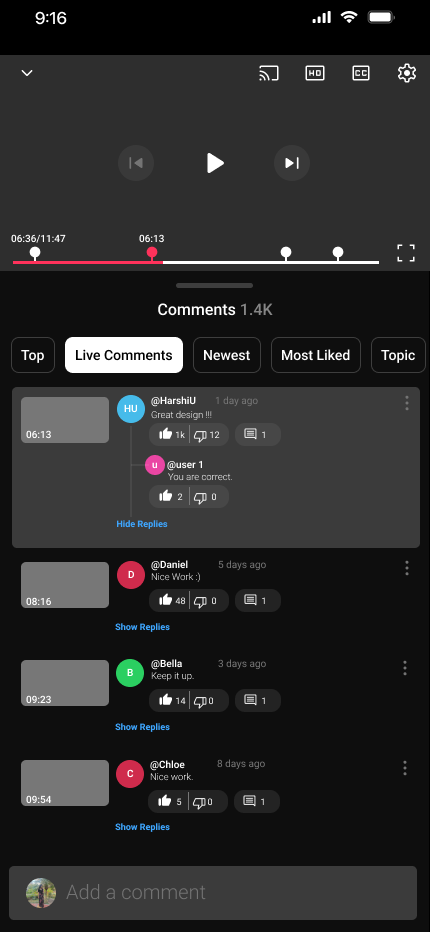 9:16
HD
CC
06:36/11:47
06:13
Comments 1.4K
Top
Live Comments
Newest
Most Liked
Topic
06:13
HU
@HarshiU
1 day ago
Great design !!!
1k
12
1
u
@user 1
You are correct.
2
0
Hide Replies
08:16
D
@Daniel
5 days ago
Nice Work :)
48
0
1
Show Replies
09:23
B
@Bella
3 days ago
Keep it up.
14
0
1
Show Replies
09:54
C
@Chloe
8 days ago
Nice work.
5
0
1
Show Replies
Add a comment